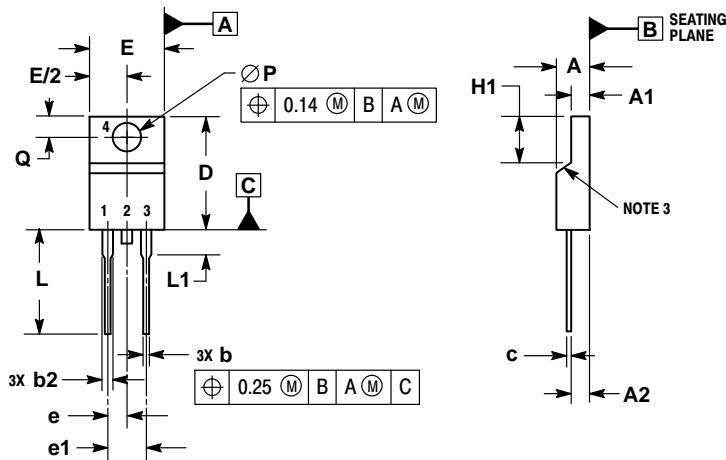 E
A
E/2
Ø P
⌖ 0.14 Ⓜ B A Ⓜ
4
Q
D
C
1 2 3
L
L1
3X b
3X b2
⌖ 0.25 Ⓜ B A Ⓜ C
e
e1
B SEATING
PLANE
A
H1
A1
NOTE 3
c
A2